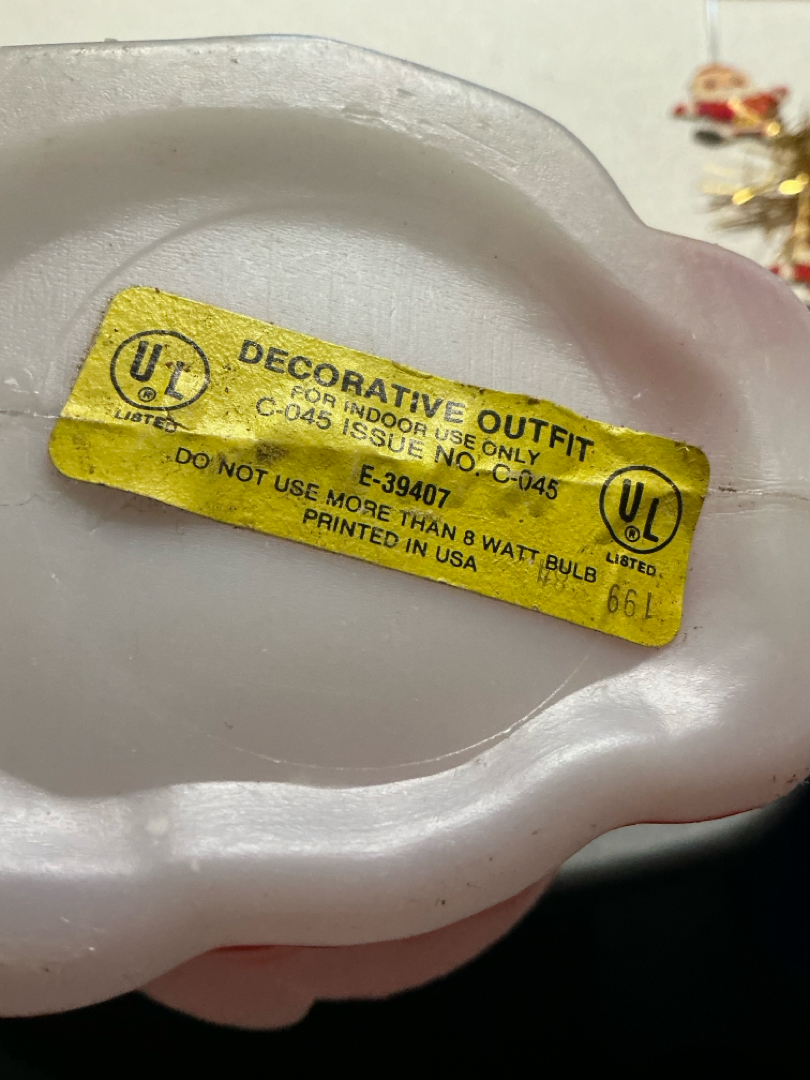 UL
®
LISTED
DECORATIVE OUTFIT
FOR INDOOR USE ONLY
C-045 ISSUE NO. C-045
E-39407
DO NOT USE MORE THAN 8 WATT BULB
PRINTED IN USA
UL
®
LISTED
661